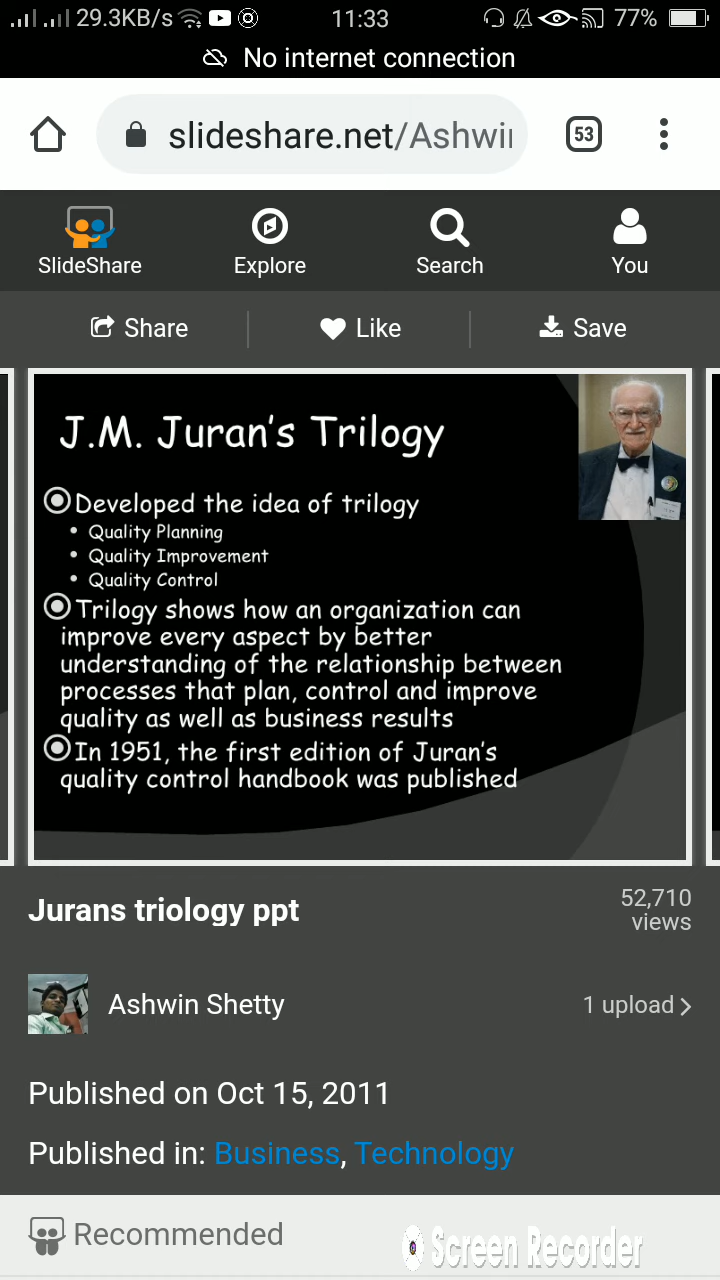 29.3KB/s 11:33 77%
No internet connection
slideshare.net/Ashwin 53
SlideShare Explore Search You
Share Like Save
J.M. Juran's Trilogy
Developed the idea of trilogy
• Quality Planning
• Quality Improvement
• Quality Control
Trilogy shows how an organization can
improve every aspect by better
understanding of the relationship between
processes that plan, control and improve
quality as well as business results
In 1951, the first edition of Juran's
quality control handbook was published
Jurans triology ppt 52,710
views
Ashwin Shetty 1 upload
Published on Oct 15, 2011
Published in: Business, Technology
Recommended Screen Recorder